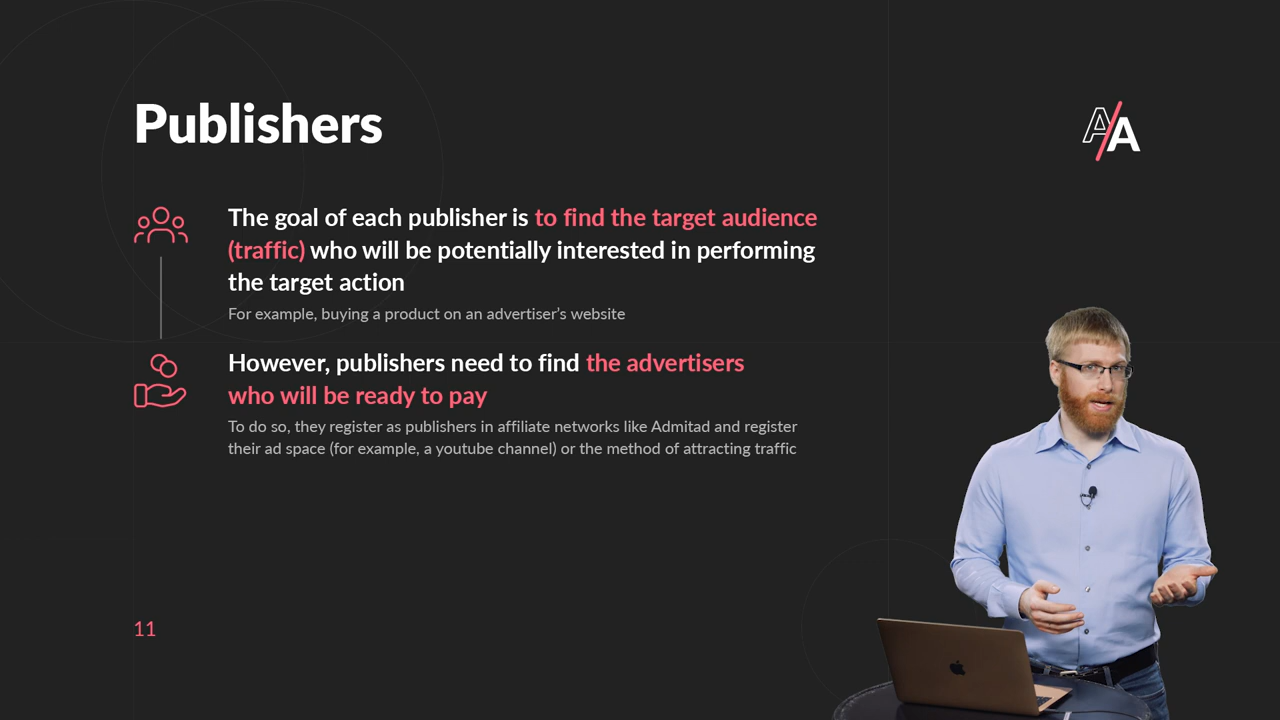 Publishers
AA
The goal of each publisher is to find the target audience
(traffic) who will be potentially interested in performing
the target action
For example, buying a product on an advertiser's website
However, publishers need to find the advertisers
who will be ready to pay
To do so, they register as publishers in affiliate networks like Admitad and register
their ad space (for example, a youtube channel) or the method of attracting traffic
11